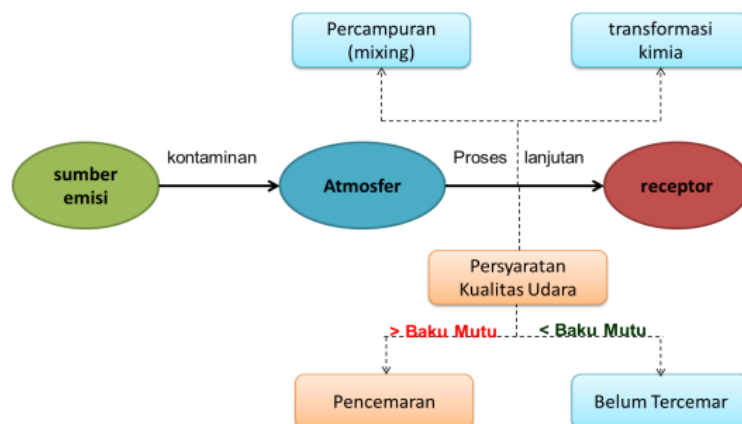 Percampuran
(mixing)
transformasi
kimia
sumber
emisi
kontaminan
Atmosfer
Proses lanjutan
receptor
Persyaratan
Kualitas Udara
> Baku Mutu
< Baku Mutu
Pencemaran
Belum Tercemar